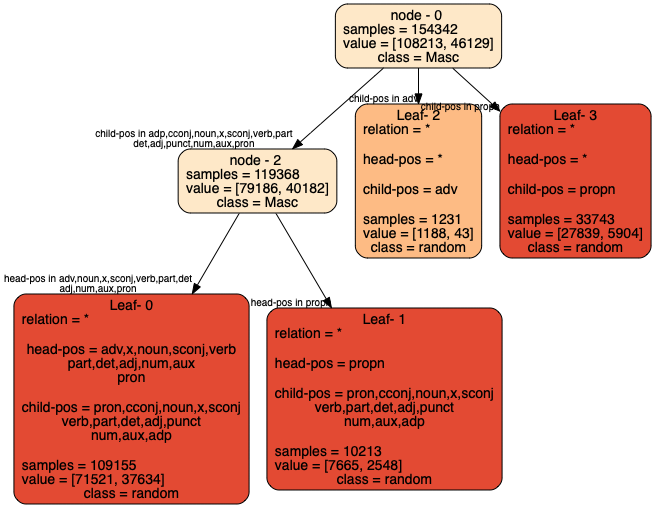 node - 0
samples = 154342
value = [108213, 46129]
class = Masc
child-pos in adv
child-pos in propn
child-pos in adp,cconj,noun,x,sconj,verb,part
det,adj,punct,num,aux,pron
node - 2
samples = 119368
value = [79186, 40182]
class = Masc
Leaf- 2
relation = *
head-pos = *
child-pos = adv
samples = 1231
value = [1188, 43]
class = random
Leaf- 3
relation = *
head-pos = *
child-pos = propn
samples = 33743
value = [27839, 5904]
class = random
head-pos in adv,noun,x,sconj,verb,part,det
adj,num,aux,pron
head-pos in propn
Leaf- 0
relation = *
head-pos = adv,x,noun,sconj,verb
part,det,adj,num,aux
pron
child-pos = pron,cconj,noun,x,sconj
verb,part,det,adj,punct
num,aux,adp
samples = 109155
value = [71521, 37634]
class = random
Leaf- 1
relation = *
head-pos = propn
child-pos = pron,cconj,noun,x,sconj
verb,part,det,adj,punct
num,aux,adp
samples = 10213
value = [7665, 2548]
class = random